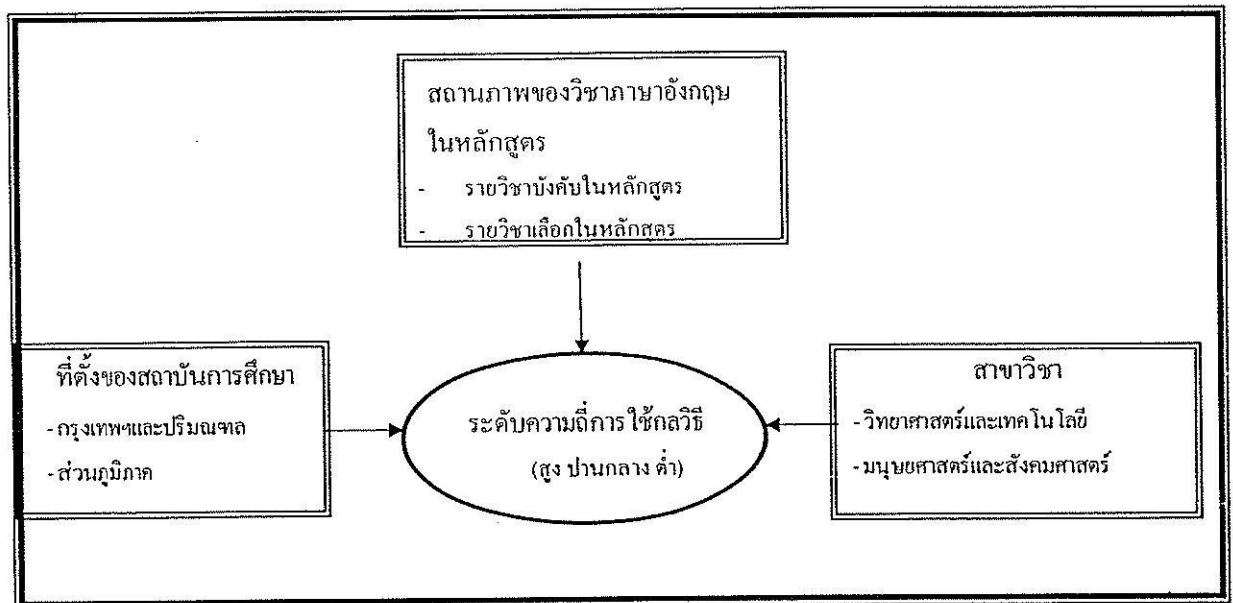 สถานภาพของวิชาภาษาอังกฤษ
ในหลักสูตร
- รายวิชาบังคับในหลักสูตร
- รายวิชาเลือกในหลักสูตร
ที่ตั้งของสถาบันการศึกษา
-กรุงเทพฯและปริมณฑล
-ส่วนภูมิภาค
ระดับความถี่การใช้กลวิธี
(สูง ปานกลาง ต่ำ)
สาขาวิชา
-วิทยาศาสตร์และเทคโนโลยี
-มนุษยศาสตร์และสังคมศาสตร์